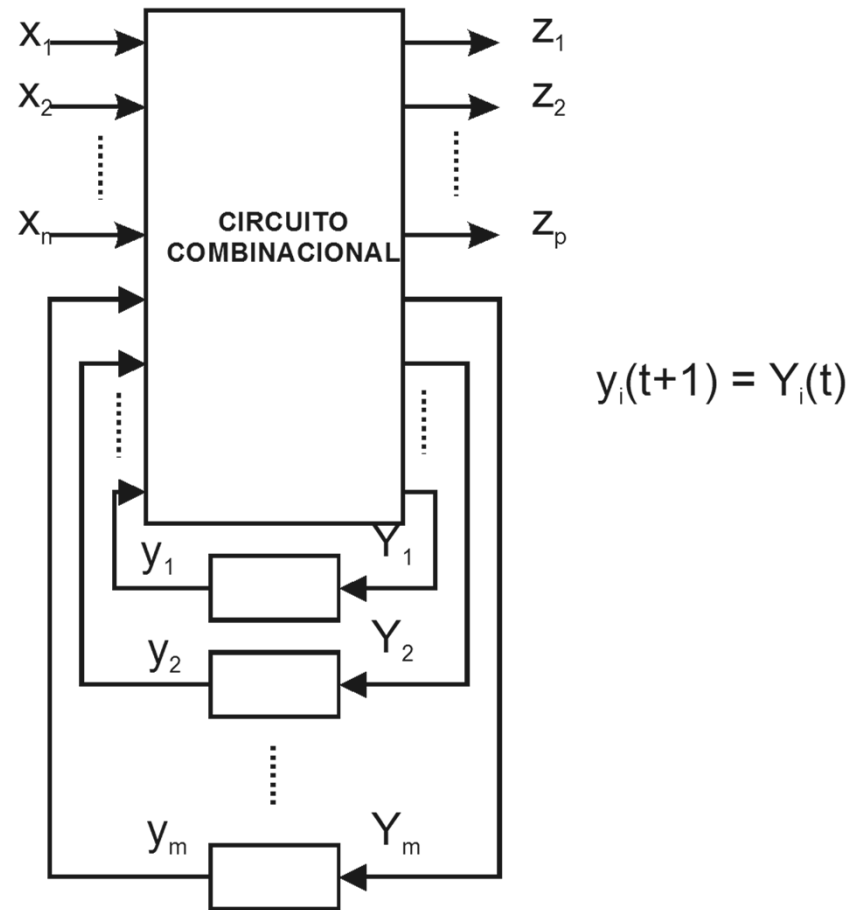 x₁ z₁
x₂ z₂
xₙ zₚ
CIRCUITO
COMBINACIONAL
yᵢ(t+1) = Yᵢ(t)
y₁ Y₁
y₂ Y₂
yₘ Yₘ